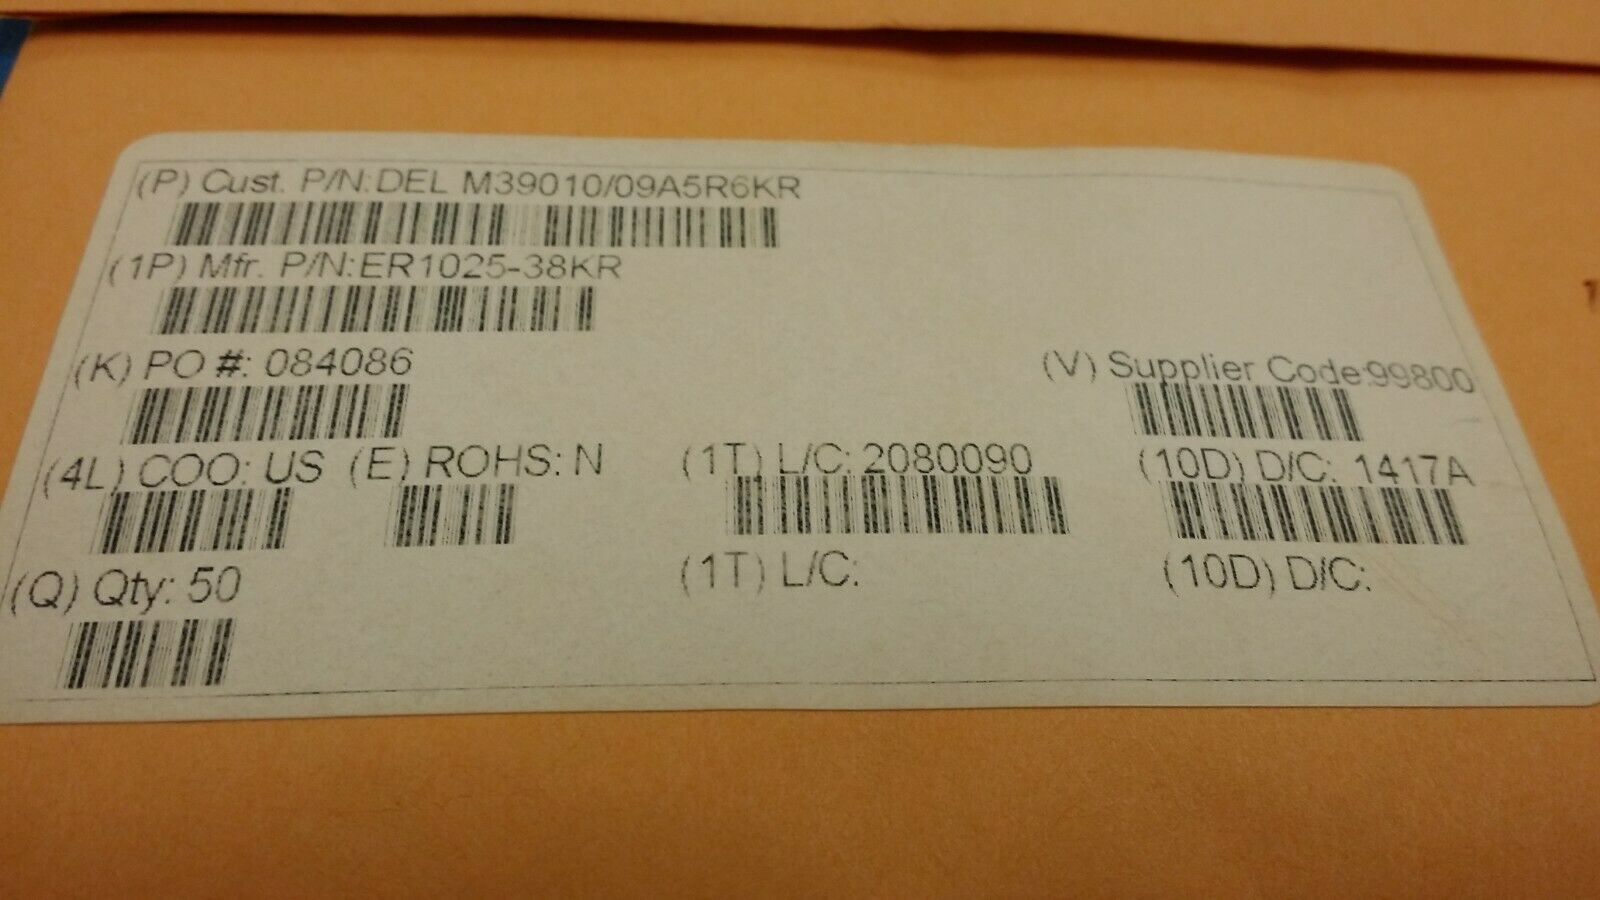 (P) Cust. P/N:DEL M39010/09A5R6KR
(1P) Mfr. P/N:ER1025-38KR
(K) PO #: 084086
(V) Supplier Code:99800
(4L) COO: US (E) ROHS: N (1T) L/C: 2080090 (10D) D/C: 1417A
(Q) Qty: 50 (1T) L/C: (10D) D/C: